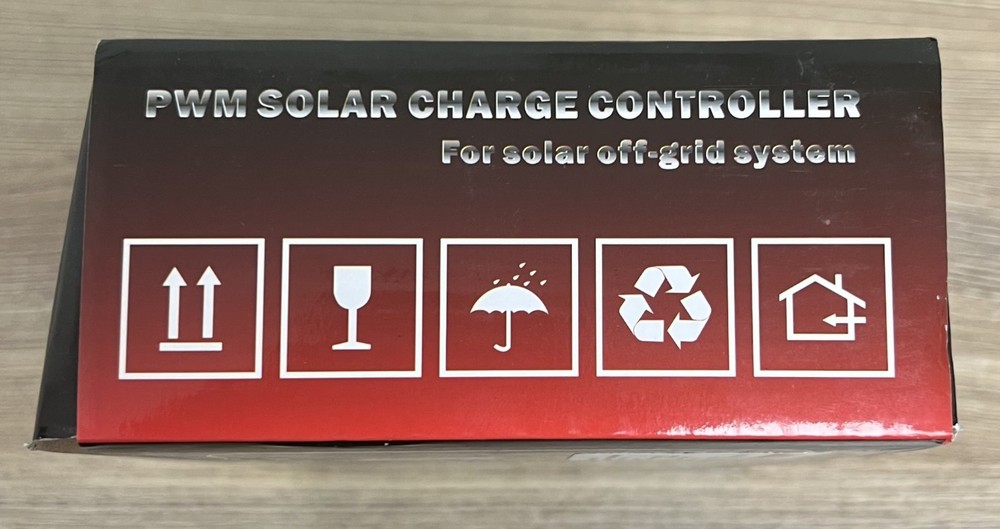 PWM SOLAR CHARGE CONTROLLER
For solar off-grid system